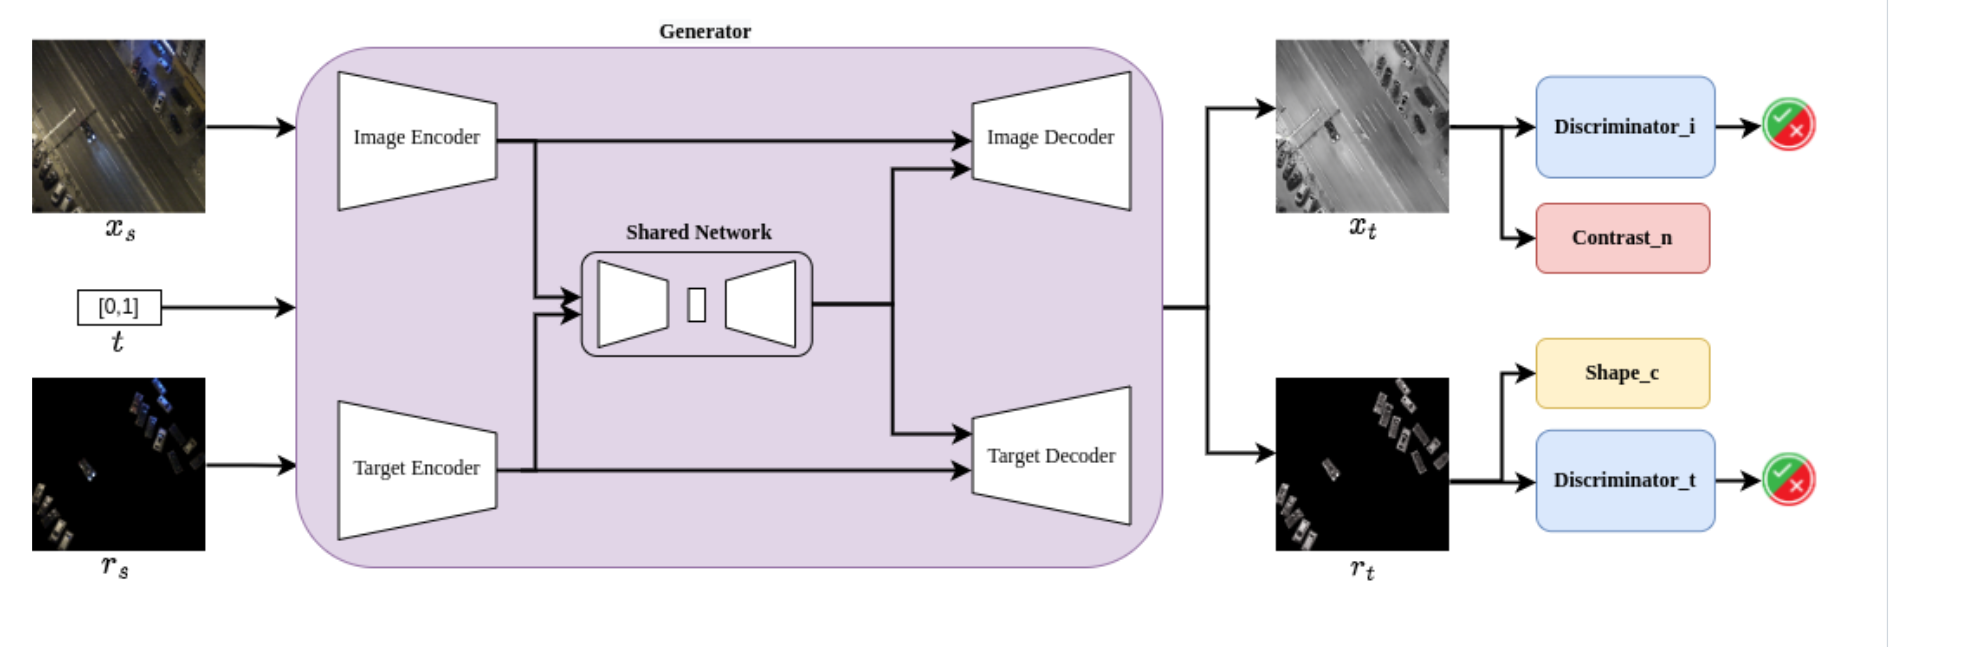 Generator
Image Encoder
Image Decoder
Discriminator_i
x_s
Shared Network
x_t
Contrast_n
[0,1]
t
Shape_c
Target Encoder
Target Decoder
Discriminator_t
r_s
r_t